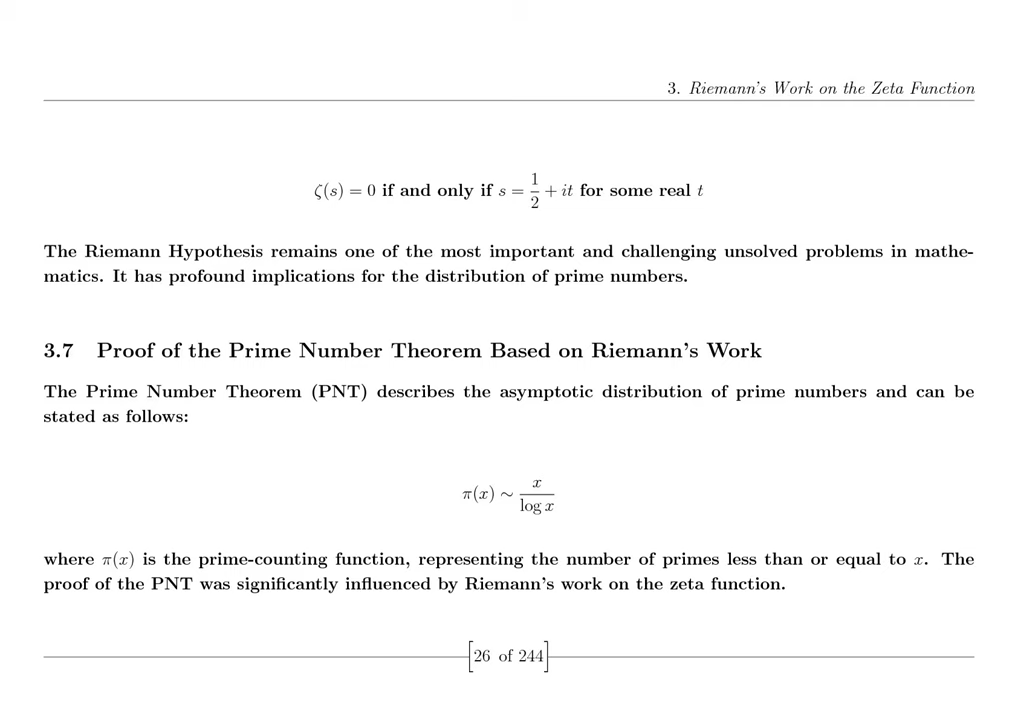 3. Riemann's Work on the Zeta Function
ζ(s) = 0 if and only if s = 1/2 + it for some real t
The Riemann Hypothesis remains one of the most important and challenging unsolved problems in mathe-
matics. It has profound implications for the distribution of prime numbers.
3.7 Proof of the Prime Number Theorem Based on Riemann's Work
The Prime Number Theorem (PNT) describes the asymptotic distribution of prime numbers and can be
stated as follows:
π(x) ∼ x/log x
where π(x) is the prime-counting function, representing the number of primes less than or equal to x. The
proof of the PNT was significantly influenced by Riemann's work on the zeta function.
[26 of 244]